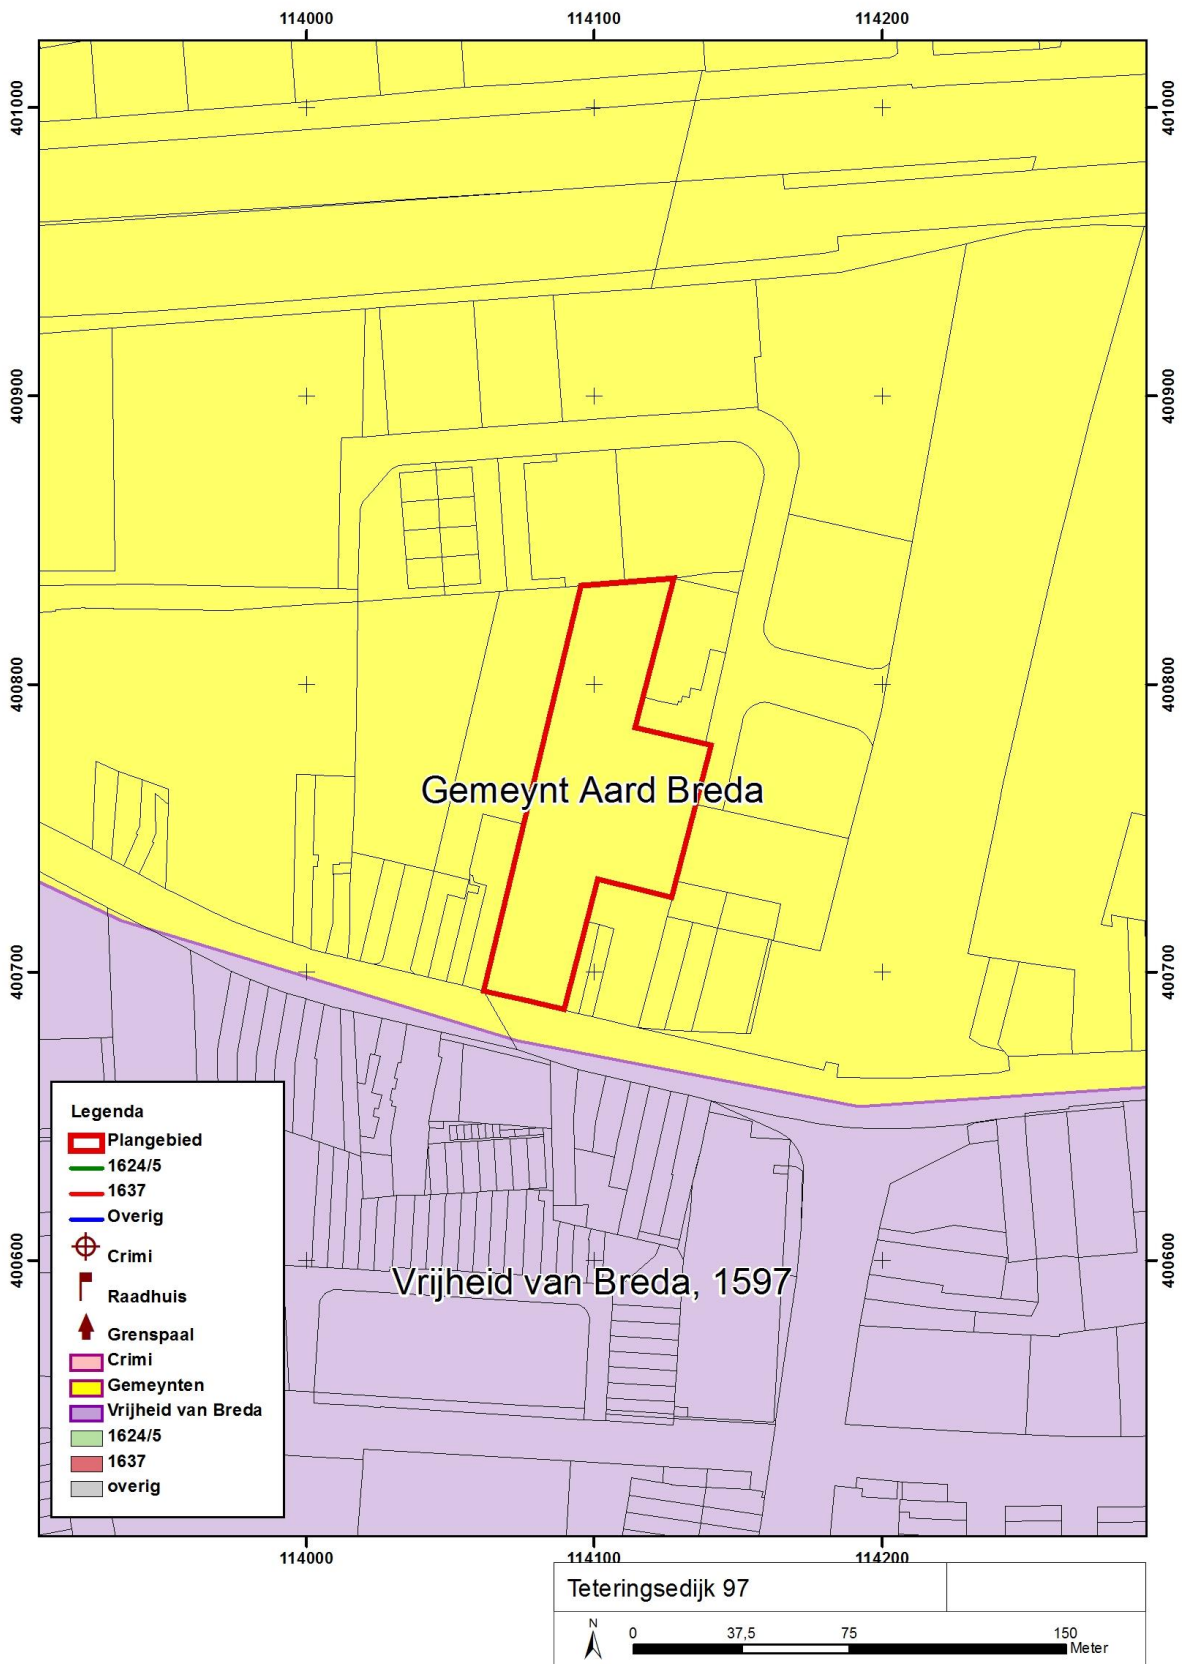 114000 114100 114200
401000 401000
400900 400900
400800 400800
Gemeynt Aard Breda
400700 400700
Legenda
Plangebied
1624/5
1637
Overig
Crimi
Raadhuis
Grenspaal
Crimi
Gemeynten
Vrijheid van Breda
1624/5
1637
overig
400600 400600
Vrijheid van Breda, 1597
114000 114100 114200
Teteringsedijk 97
N
0 37,5 75 150
Meter